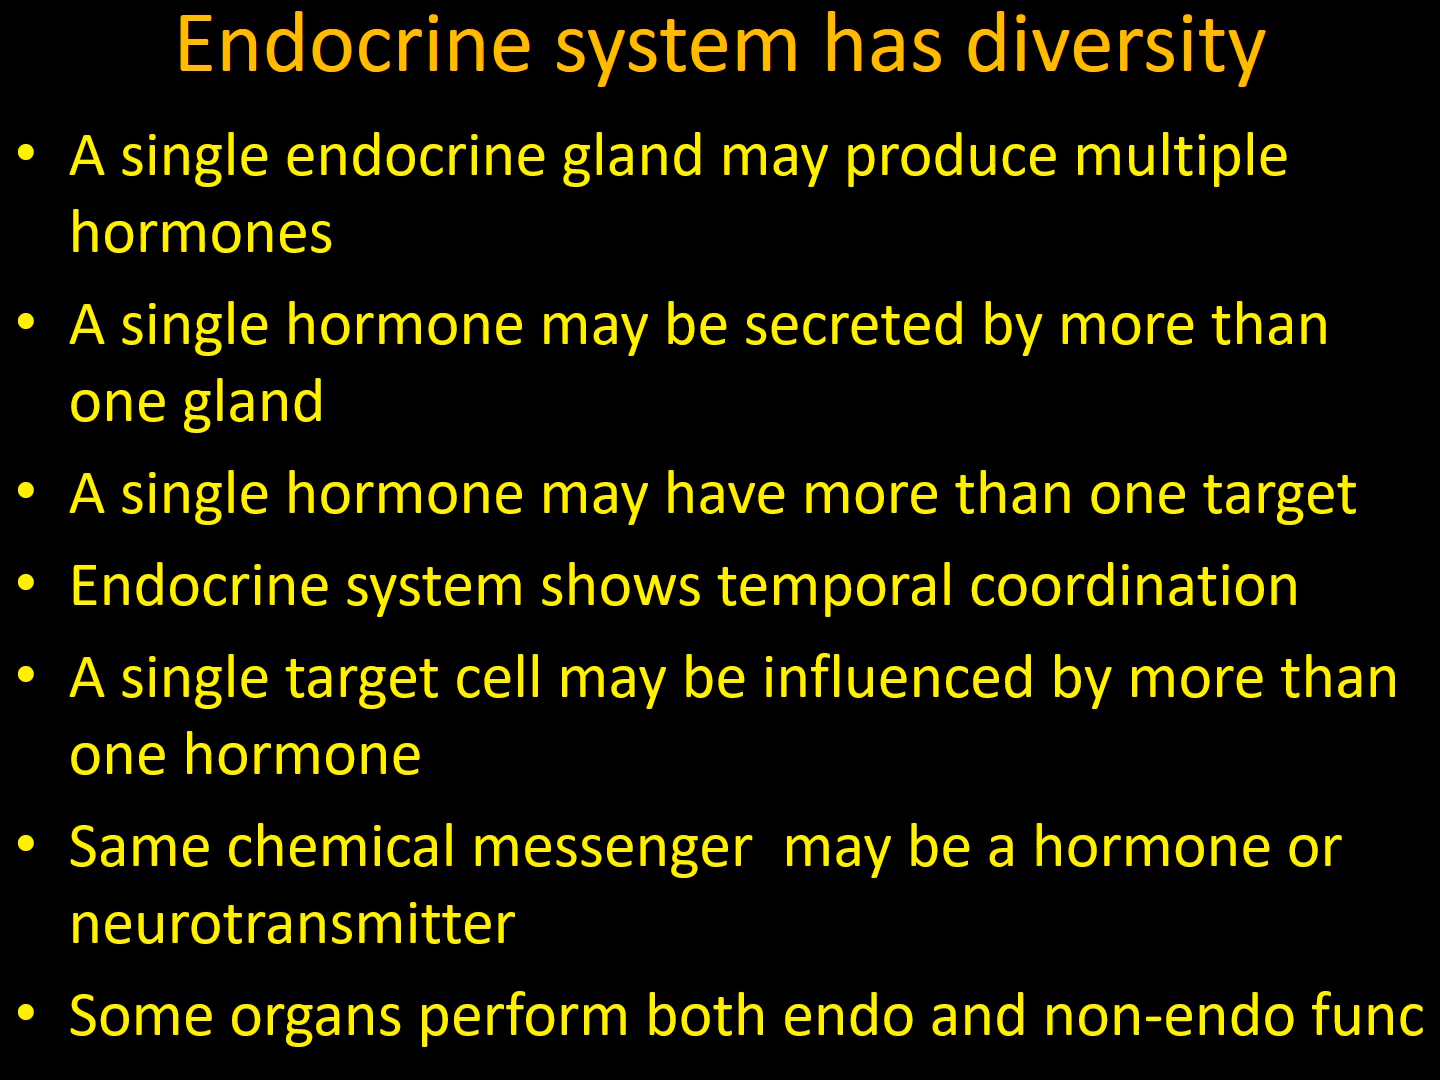 Endocrine system has diversity
• A single endocrine gland may produce multiple
hormones
• A single hormone may be secreted by more than
one gland
• A single hormone may have more than one target
• Endocrine system shows temporal coordination
• A single target cell may be influenced by more than
one hormone
• Same chemical messenger  may be a hormone or
neurotransmitter
• Some organs perform both endo and non-endo func